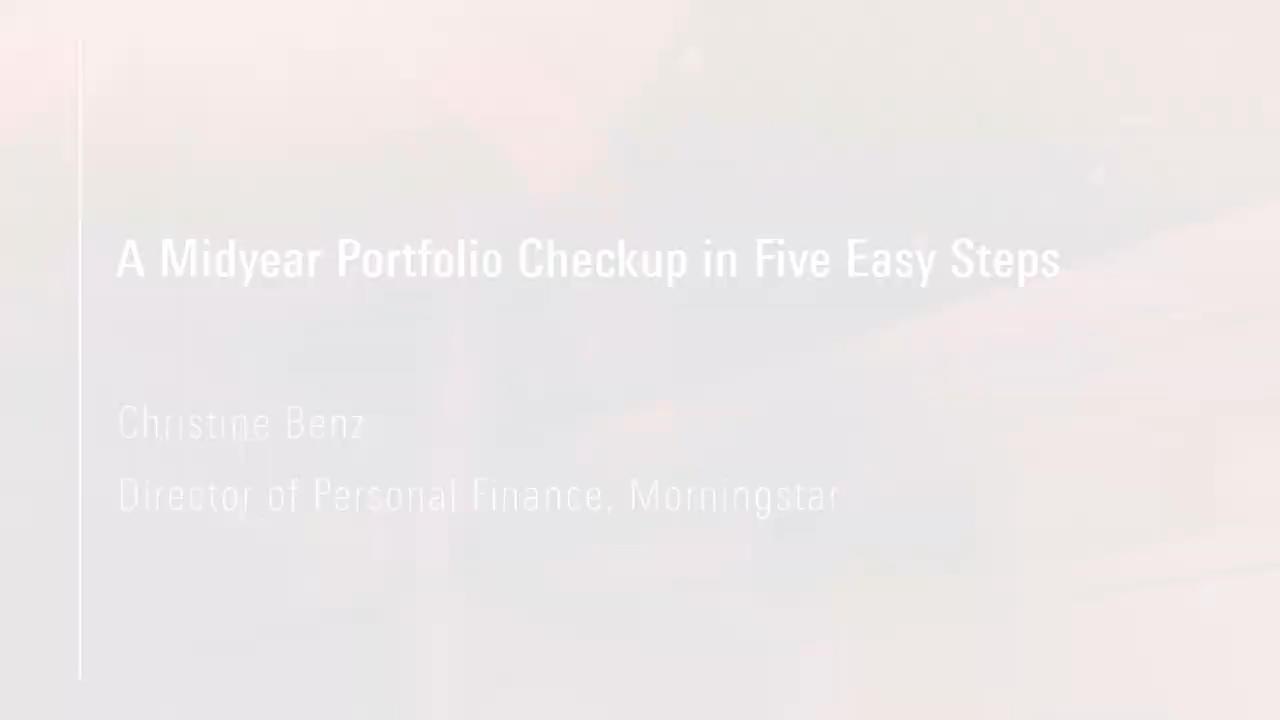 A Midyear Portfolio Checkup in Five Easy Steps
Christine Benz
Director of Personal Finance, Morningstar